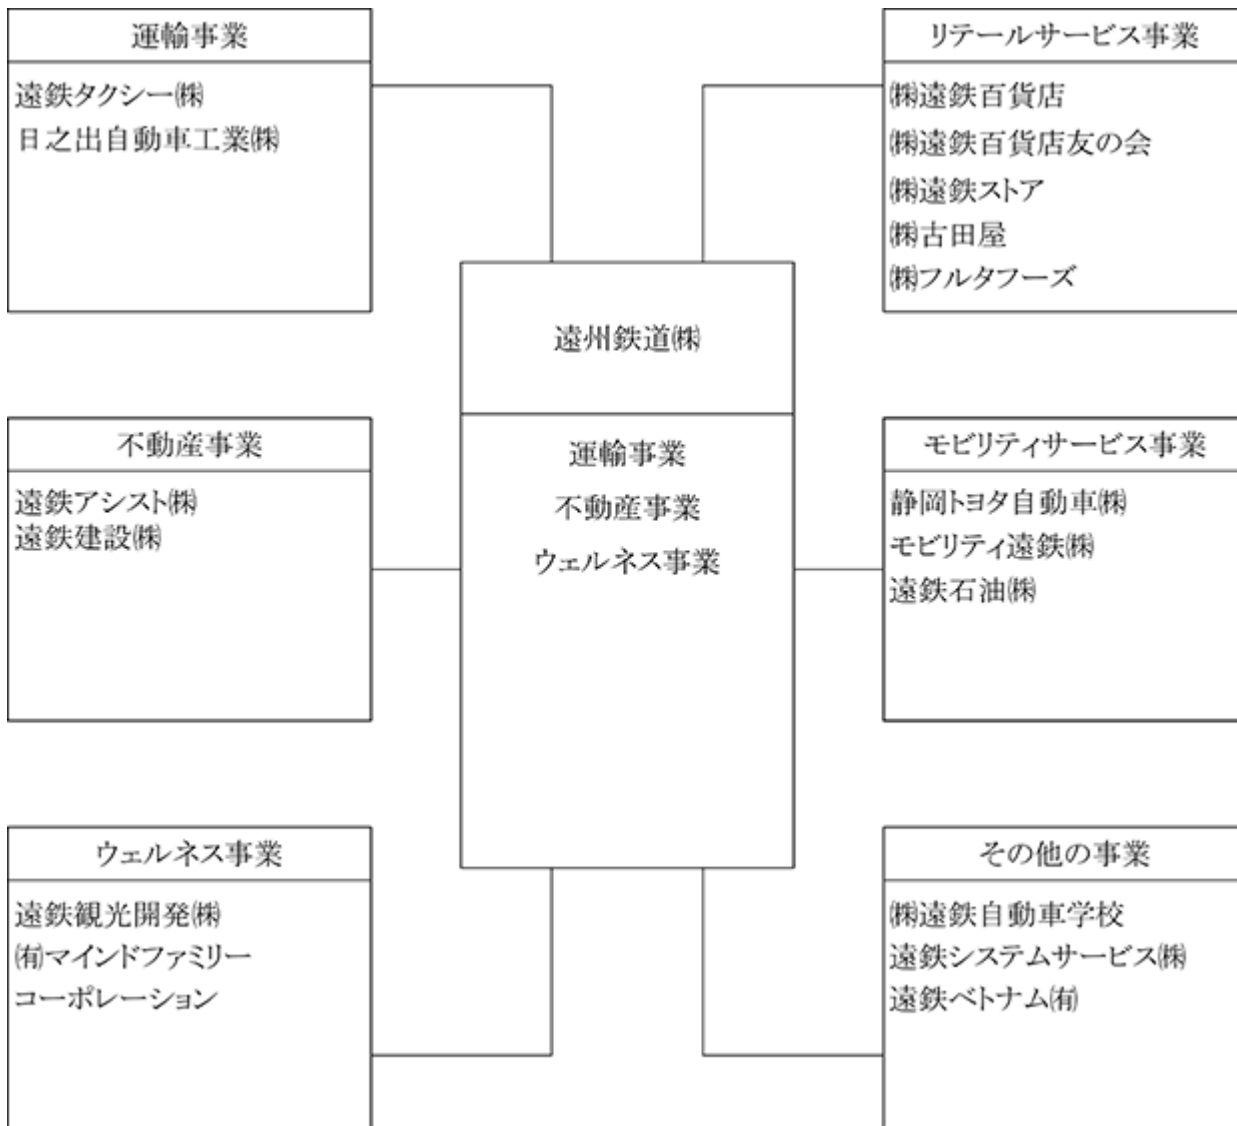 運輸事業
遠鉄タクシー㈱
日之出自動車工業㈱
リテールサービス事業
㈱遠鉄百貨店
㈱遠鉄百貨店友の会
㈱遠鉄ストア
㈱古田屋
㈱フルタフーズ
遠州鉄道㈱
運輸事業
不動産事業
ウェルネス事業
不動産事業
遠鉄アシスト㈱
遠鉄建設㈱
モビリティサービス事業
静岡トヨタ自動車㈱
モビリティ遠鉄㈱
遠鉄石油㈱
ウェルネス事業
遠鉄観光開発㈱
㈲マインドファミリー
コーポレーション
その他の事業
㈱遠鉄自動車学校
遠鉄システムサービス㈱
遠鉄ベトナム㈲